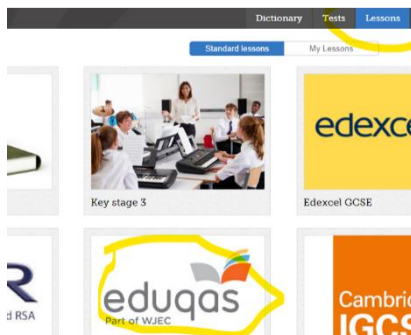 Dictionary Tests Lessons
Standard lessons My Lessons
edexce
Key stage 3
Edexcel GCSE
R
d RSA
eduqas
Part of WJEC
Cambrid
IGCS